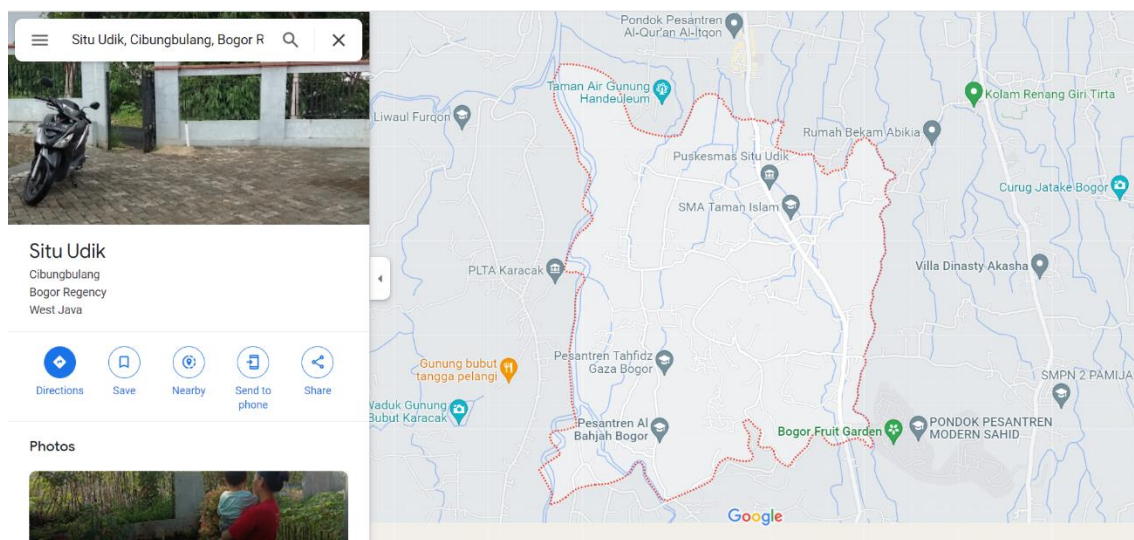 Situ Udik, Cibungbulang, Bogor R
Situ Udik
Cibungbulang
Bogor Regency
West Java
Directions
Save
Nearby
Send to
phone
Share
Photos
Pondok Pesantren
Al-Qur'an Al-Itqon
Taman Air Gunung
Handeuleum
Kolam Renang Giri Tirta
Liwaul Furqon
Rumah Bekam Abikia
Puskesmas Situ Udik
Curug Jatake Bogor
SMA Taman Islam
PLTA Karacak
Villa Dinasty Akasha
Pesantren Tahfidz
Gaza Bogor
Gunung bubut
tangga pelangi
SMPN 2 PAMIJA
Waduk Gunung
Bubut Karacak
Pesantren Al
Bahjah Bogor
Bogor Fruit Garden
PONDOK PESANTREN
MODERN SAHID
Google